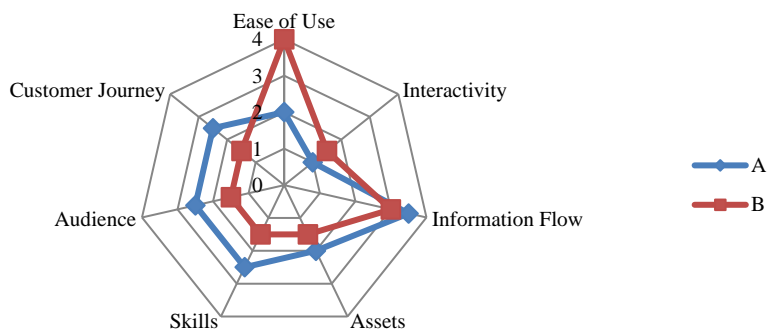 Ease of Use
4
3
2
1
0
Customer Journey
Interactivity
Audience
Information Flow
Skills
Assets
A
B